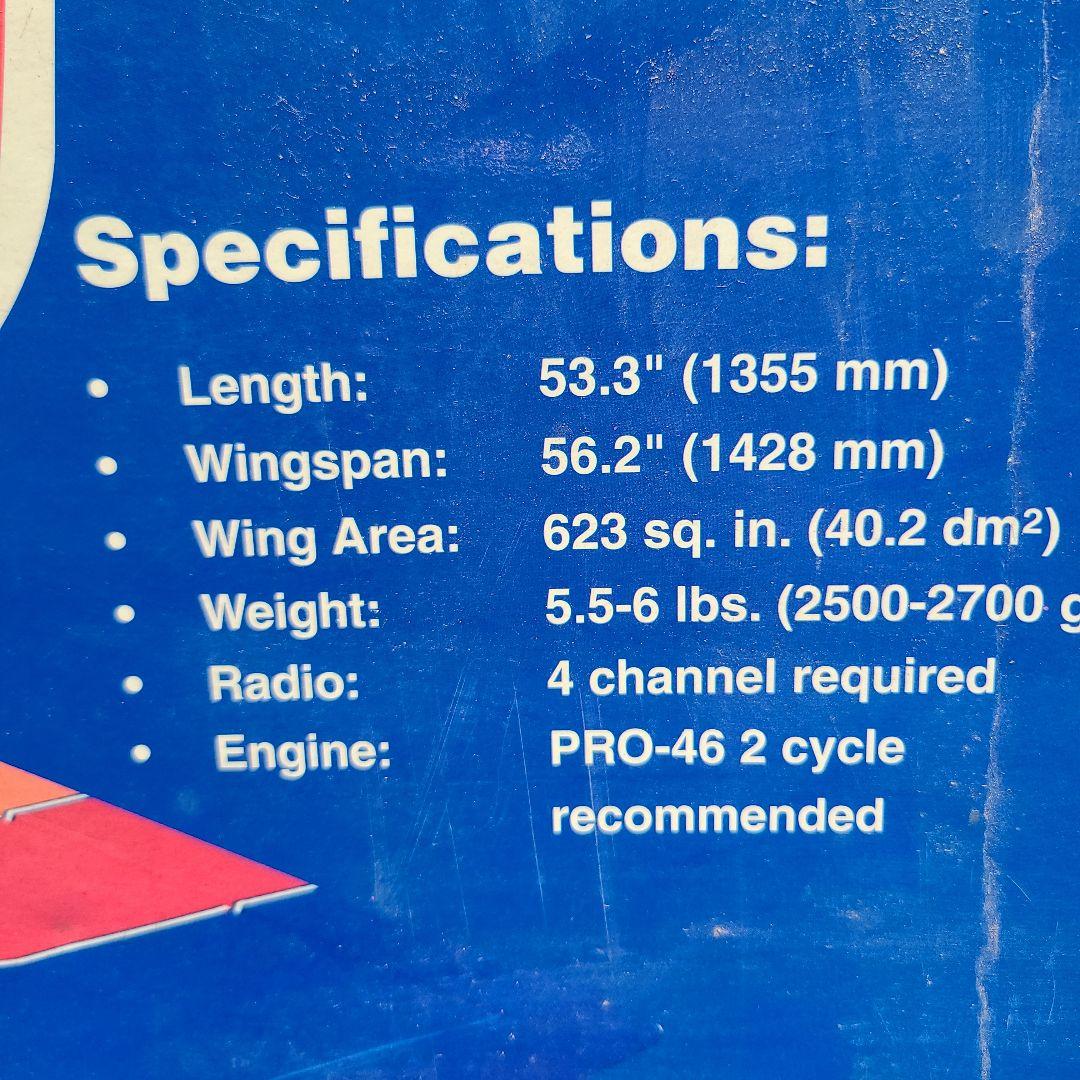 Specifications:
• Length: 53.3" (1355 mm)
• Wingspan: 56.2" (1428 mm)
• Wing Area: 623 sq. in. (40.2 dm²)
• Weight: 5.5-6 lbs. (2500-2700 g
• Radio: 4 channel required
• Engine: PRO-46 2 cycle
recommended